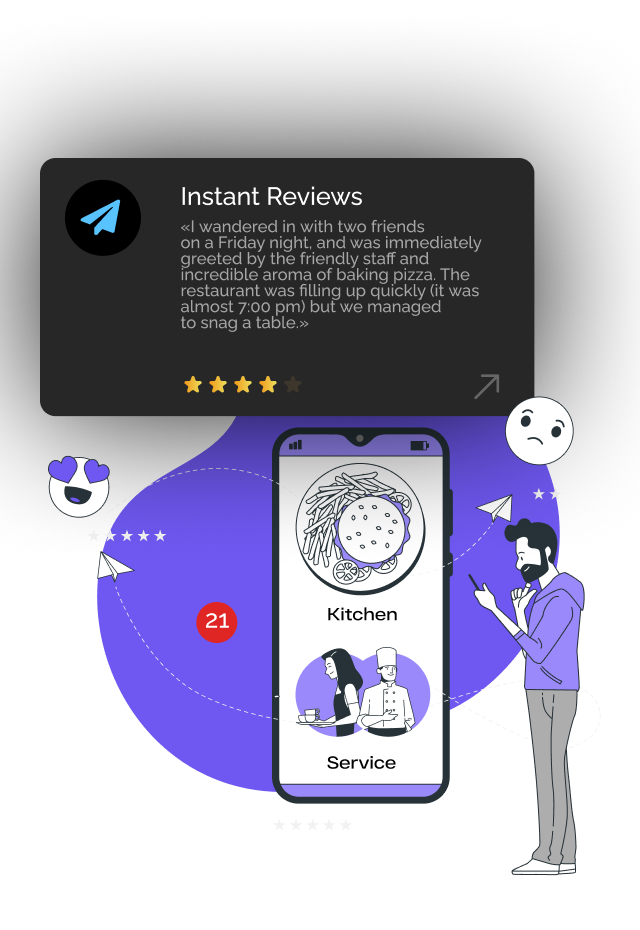 Instant Reviews
«I wandered in with two friends
on a Friday night, and was immediately
greeted by the friendly staff and
incredible aroma of baking pizza. The
restaurant was filling up quickly (it was
almost 7:00 pm) but we managed
to snag a table.»
Kitchen
21
Service